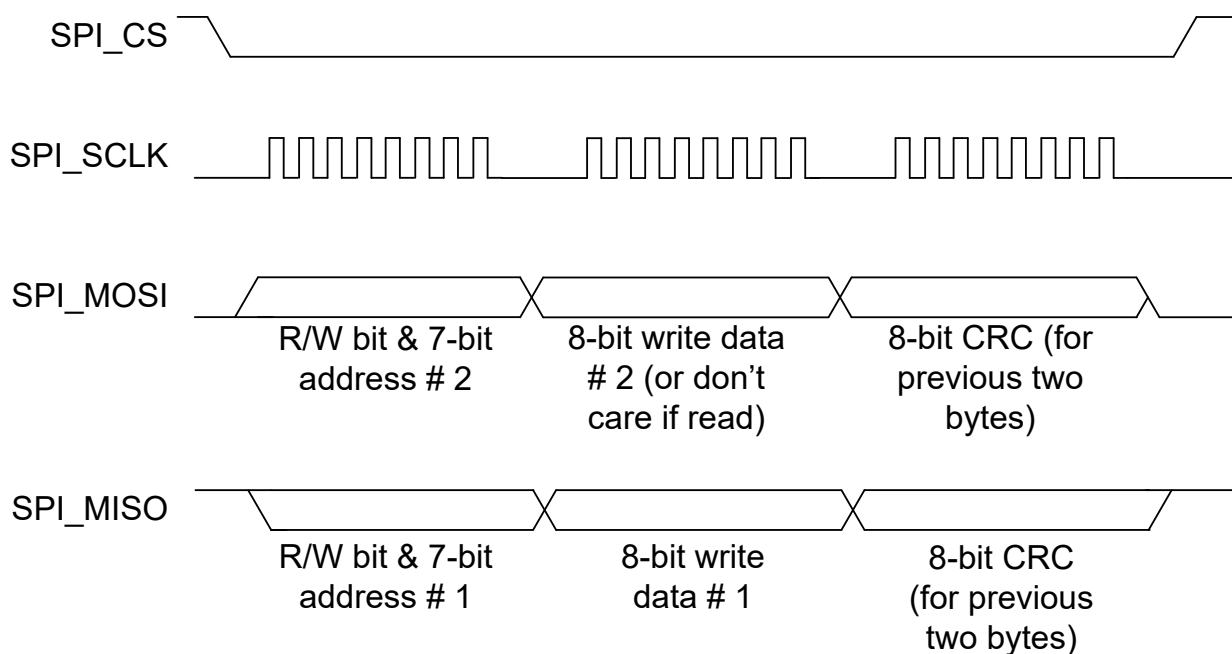 SPI_CS
SPI_SCLK
SPI_MOSI
R/W bit & 7-bit
address # 2
8-bit write data
# 2 (or don’t
care if read)
8-bit CRC (for
previous two
bytes)
SPI_MISO
R/W bit & 7-bit
address # 1
8-bit write
data # 1
8-bit CRC
(for previous
two bytes)